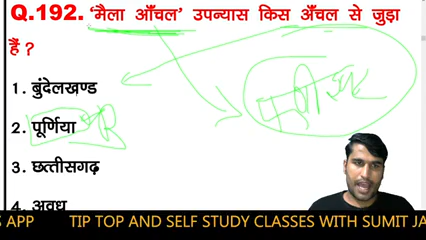 Q.192. 'मैला आँचल' उपन्यास किस अँचल से जुड़ा
हैं ?
1. बुंदेलखण्ड
2. पूर्णिया
3. छत्तीसगढ़
4. अवध
S APP TIP TOP AND SELF STUDY CLASSES WITH SUMIT JA